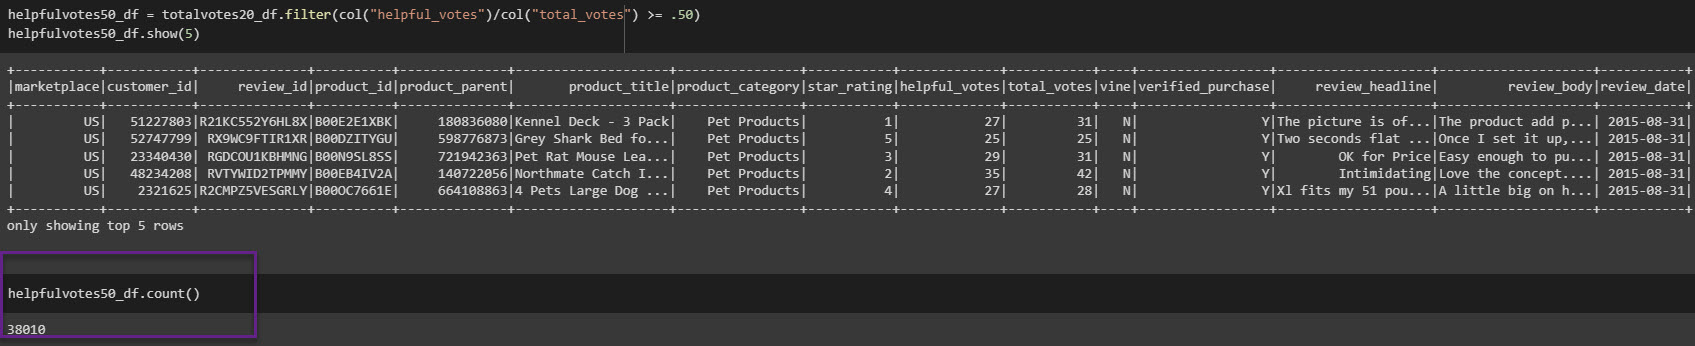 helpfulvotes50_df = totalvotes20_df.filter(col("helpful_votes")/col("total_votes") >= .50)
helpfulvotes50_df.show(5)
+-----------+-----------+--------------+----------+--------------+--------------------+----------------+-----------+-------------+-----------+----+-----------------+--------------------+--------------------+-----------+
|marketplace|customer_id|     review_id|product_id|product_parent|       product_title|product_category|star_rating|helpful_votes|total_votes|vine|verified_purchase|     review_headline|         review_body|review_date|
+-----------+-----------+--------------+----------+--------------+--------------------+----------------+-----------+-------------+-----------+----+-----------------+--------------------+--------------------+-----------+
|         US|   51227803|R21KC552Y6HL8X|B00E2E1XBK|     180836080|Kennel Deck - 3 Pack|    Pet Products|          1|           27|         31|   N|                Y|The picture is of...|The product add p...| 2015-08-31|
|         US|   52747799| RX9WC9FTIR1XR|B00DZITYGU|     598776873|Grey Shark Bed fo...|    Pet Products|          5|           25|         25|   N|                Y|Two seconds flat ...|Once I set it up,...| 2015-08-31|
|         US|   23340430| RGDCOU1KBHMNG|B00N9SL8SS|     721942363|Pet Rat Mouse Lea...|    Pet Products|          3|           29|         31|   N|                Y|        OK for Price|Easy enough to pu...| 2015-08-31|
|         US|   48234208| RVTYWID2TPMMY|B00EB4IV2A|     140722056|Northmate Catch I...|    Pet Products|          2|           35|         42|   N|                Y|        Intimidating|Love the concept....| 2015-08-31|
|         US|    2321625|R2CMPZ5VESGRLY|B00OC7661E|     664108863|4 Pets Large Dog ...|    Pet Products|          4|           27|         28|   N|                Y|Xl fits my 51 pou...|A little big on h...| 2015-08-31|
+-----------+-----------+--------------+----------+--------------+--------------------+----------------+-----------+-------------+-----------+----+-----------------+--------------------+--------------------+-----------+
only showing top 5 rows
helpfulvotes50_df.count()
38010